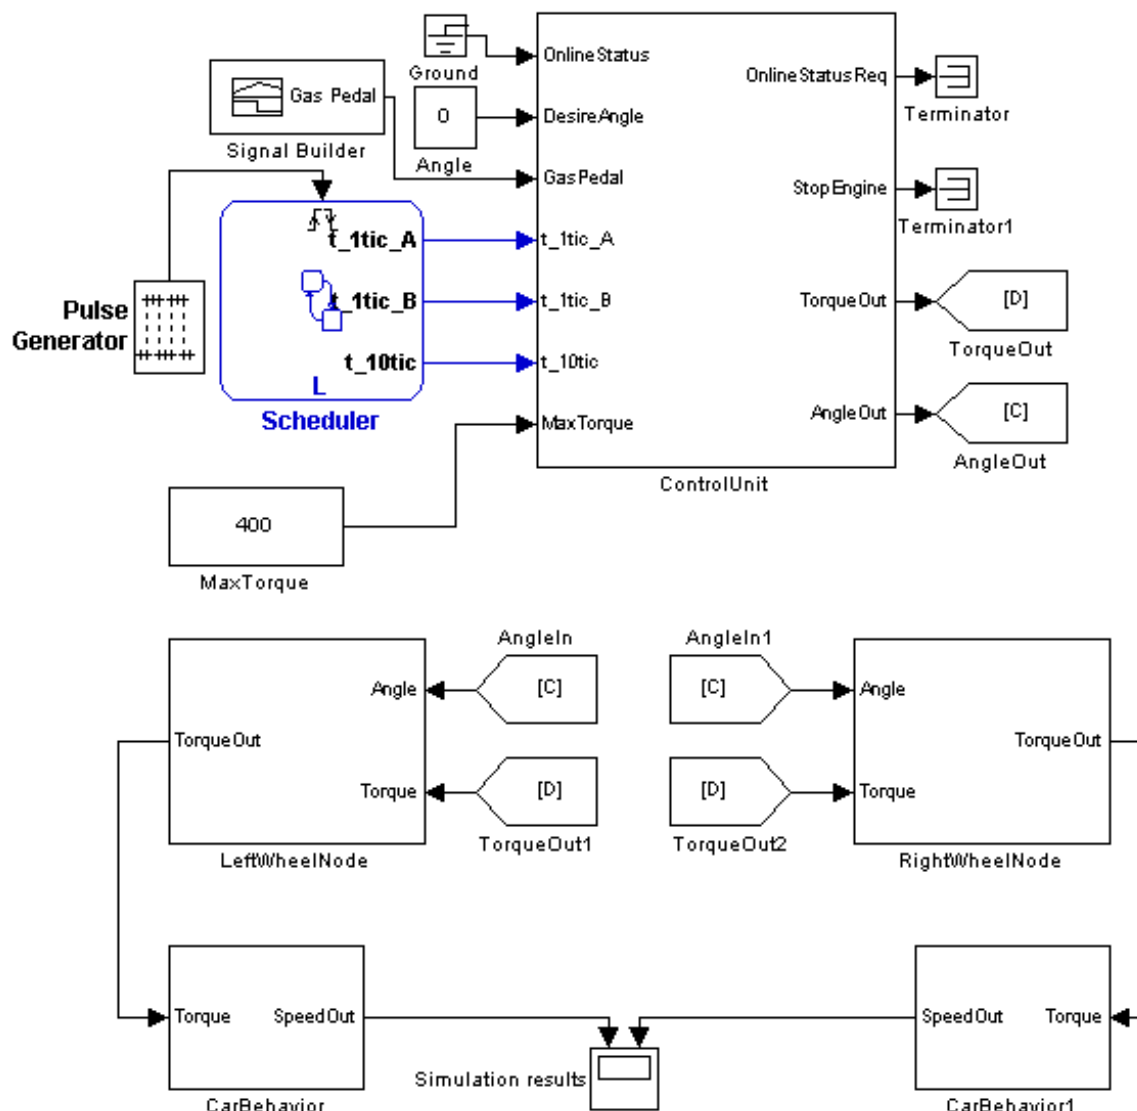 OnlineStatus
OnlineStatusReq
Ground
Terminator
Gas Pedal
0
DesireAngle
Signal Builder
Angle
GasPedal
StopEngine
Terminator1
t_1tic_A
t_1tic_A
Pulse
Generator
t_1tic_B
t_1tic_B
TorqueOut
[D]
TorqueOut
t_10tic
t_10tic
L
Scheduler
MaxTorque
AngleOut
[C]
AngleOut
ControlUnit
400
MaxTorque
AngleIn
AngleIn1
Angle
[C]
[C]
Angle
TorqueOut
TorqueOut
Torque
[D]
[D]
Torque
LeftWheelNode
TorqueOut1
TorqueOut2
RightWheelNode
Torque
SpeedOut
SpeedOut
Torque
Simulation results
CarBehavior
CarBehavior1